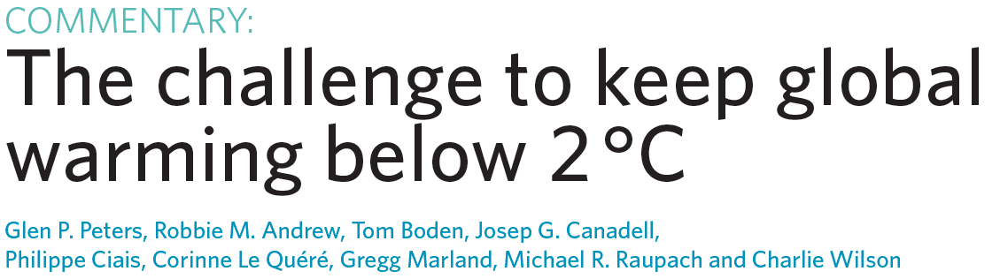 COMMENTARY:
The challenge to keep global
warming below 2 °C
Glen P. Peters, Robbie M. Andrew, Tom Boden, Josep G. Canadell,
Philippe Ciais, Corinne Le Quéré, Gregg Marland, Michael R. Raupach and Charlie Wilson